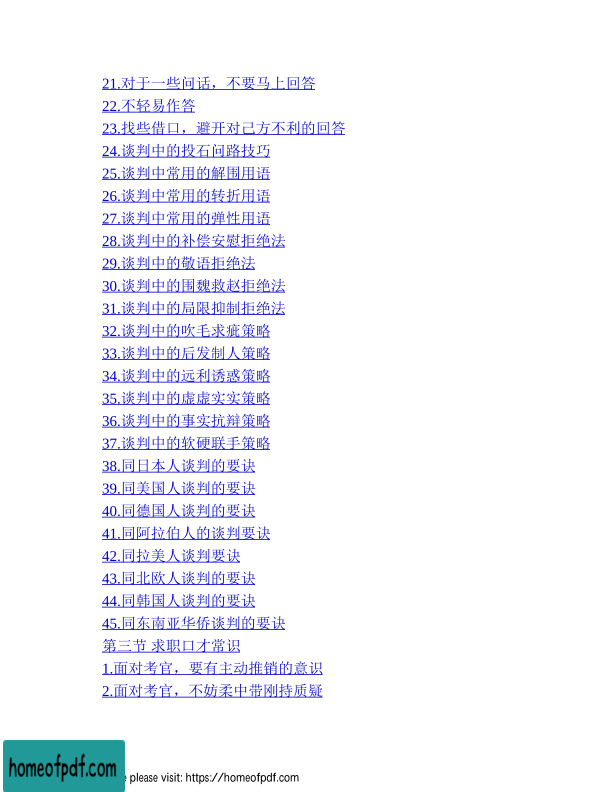 21.对于一些问话，不要马上回答
22.不轻易作答
23.找些借口，避开对己方不利的回答
24.谈判中的投石问路技巧
25.谈判中常用的解围用语
26.谈判中常用的转折用语
27.谈判中常用的弹性用语
28.谈判中的补偿安慰拒绝法
29.谈判中的敬语拒绝法
30.谈判中的围魏救赵拒绝法
31.谈判中的局限抑制拒绝法
32.谈判中的吹毛求疵策略
33.谈判中的后发制人策略
34.谈判中的远利诱惑策略
35.谈判中的虚虚实实策略
36.谈判中的事实抗辩策略
37.谈判中的软硬联手策略
38.同日本人谈判的要诀
39.同美国人谈判的要诀
40.同德国人谈判的要诀
41.同阿拉伯人的谈判要诀
42.同拉美人谈判要诀
43.同北欧人谈判的要诀
44.同韩国人谈判的要诀
45.同东南亚华侨谈判的要诀
第三节 求职口才常识
1.面对考官，要有主动推销的意识
2.面对考官，不妨柔中带刚持质疑
homeofpdf.com
please visit: https://homeofpdf.com